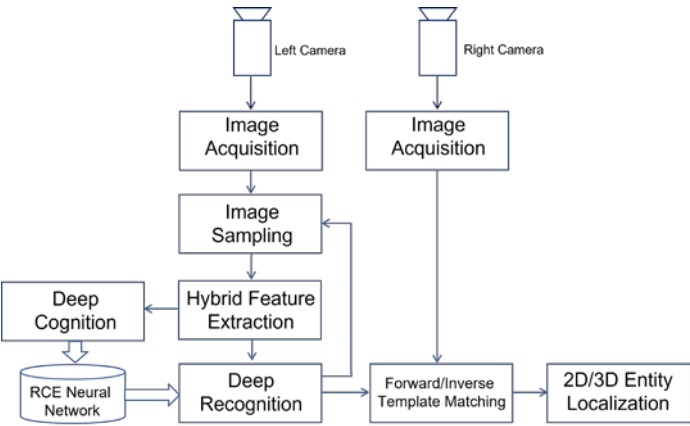 Left Camera
Right Camera
Image
Acquisition
Image
Acquisition
Image
Sampling
Deep
Cognition
Hybrid Feature
Extraction
RCE Neural
Network
Deep
Recognition
Forward/Inverse
Template Matching
2D/3D Entity
Localization